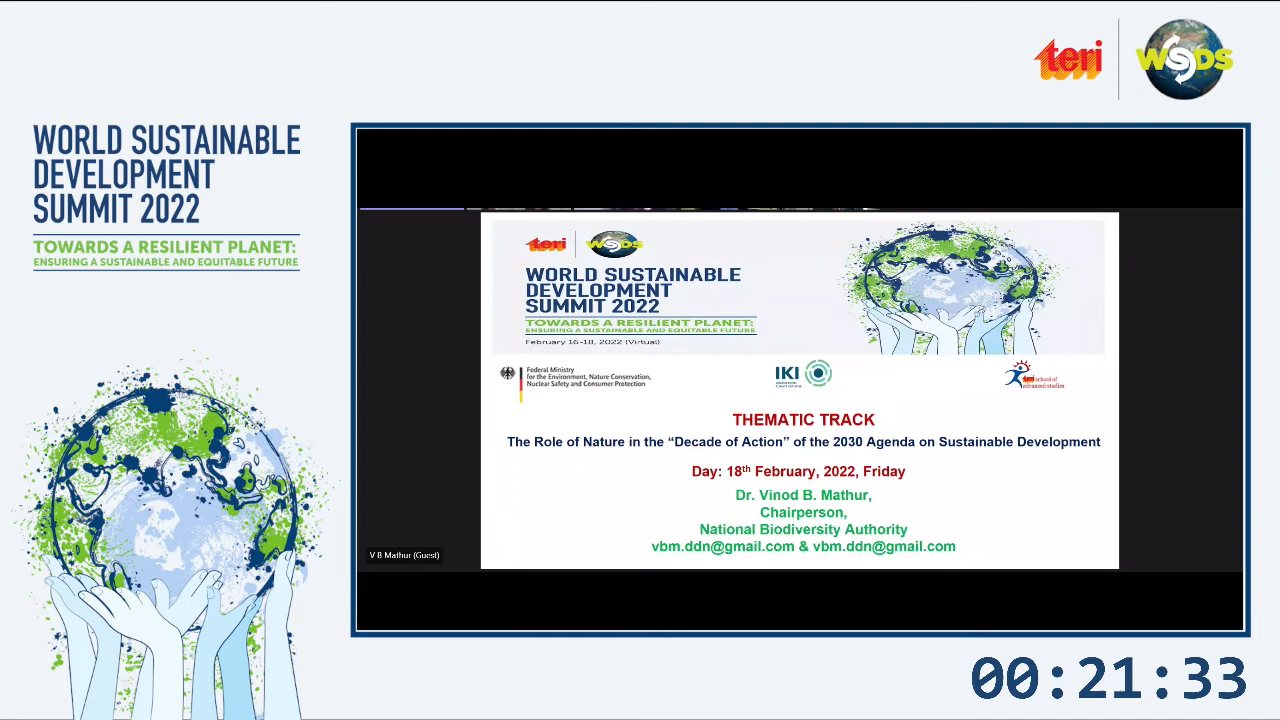 teri
WSDS
WORLD SUSTAINABLE
DEVELOPMENT
SUMMIT 2022
TOWARDS A RESILIENT PLANET:
ENSURING A SUSTAINABLE AND EQUITABLE FUTURE
teri
WSDS
WORLD SUSTAINABLE
DEVELOPMENT
SUMMIT 2022
TOWARDS A RESILIENT PLANET:
ENSURING A SUSTAINABLE AND EQUITABLE FUTURE
February 16-18, 2022 (Virtual)
Federal Ministry
for the Environment, Nature Conservation,
Nuclear Safety and Consumer Protection
IKI
teri school of
advanced studies
THEMATIC TRACK
The Role of Nature in the “Decade of Action” of the 2030 Agenda on Sustainable Development
Day: 18th February, 2022, Friday
Dr. Vinod B. Mathur,
Chairperson,
National Biodiversity Authority
vbm.ddn@gmail.com & vbm.ddn@gmail.com
V B Mathur (Guest)
00:21:33